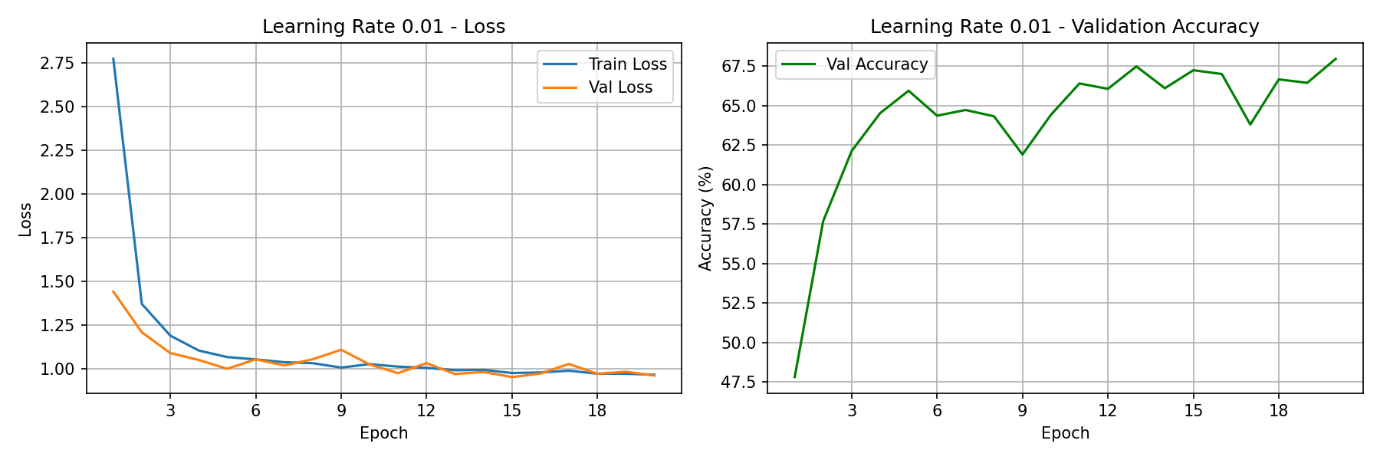 Learning Rate 0.01 - Loss
2.75
2.50
2.25
2.00
1.75
1.50
1.25
1.00
Loss
Train Loss
Val Loss
3 6 9 12 15 18
Epoch
Learning Rate 0.01 - Validation Accuracy
67.5
65.0
62.5
60.0
57.5
55.0
52.5
50.0
47.5
Accuracy (%)
Val Accuracy
3 6 9 12 15 18
Epoch